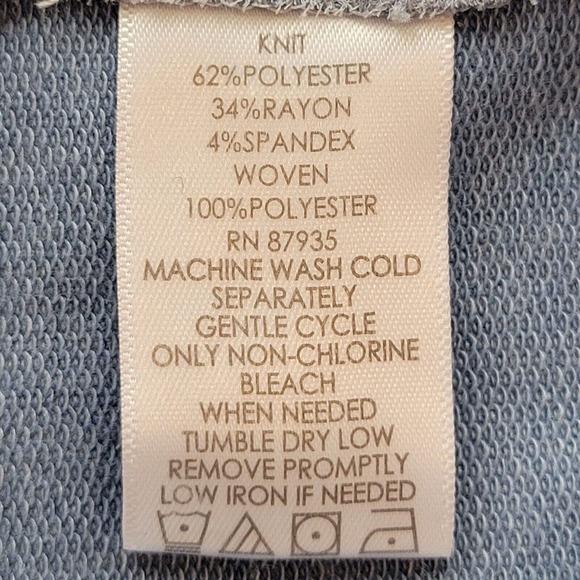 KNIT
62%POLYESTER
34%RAYON
4%SPANDEX
WOVEN
100%POLYESTER
RN 87935
MACHINE WASH COLD
SEPARATELY
GENTLE CYCLE
ONLY NON-CHLORINE
BLEACH
WHEN NEEDED
TUMBLE DRY LOW
REMOVE PROMPTLY
LOW IRON IF NEEDED